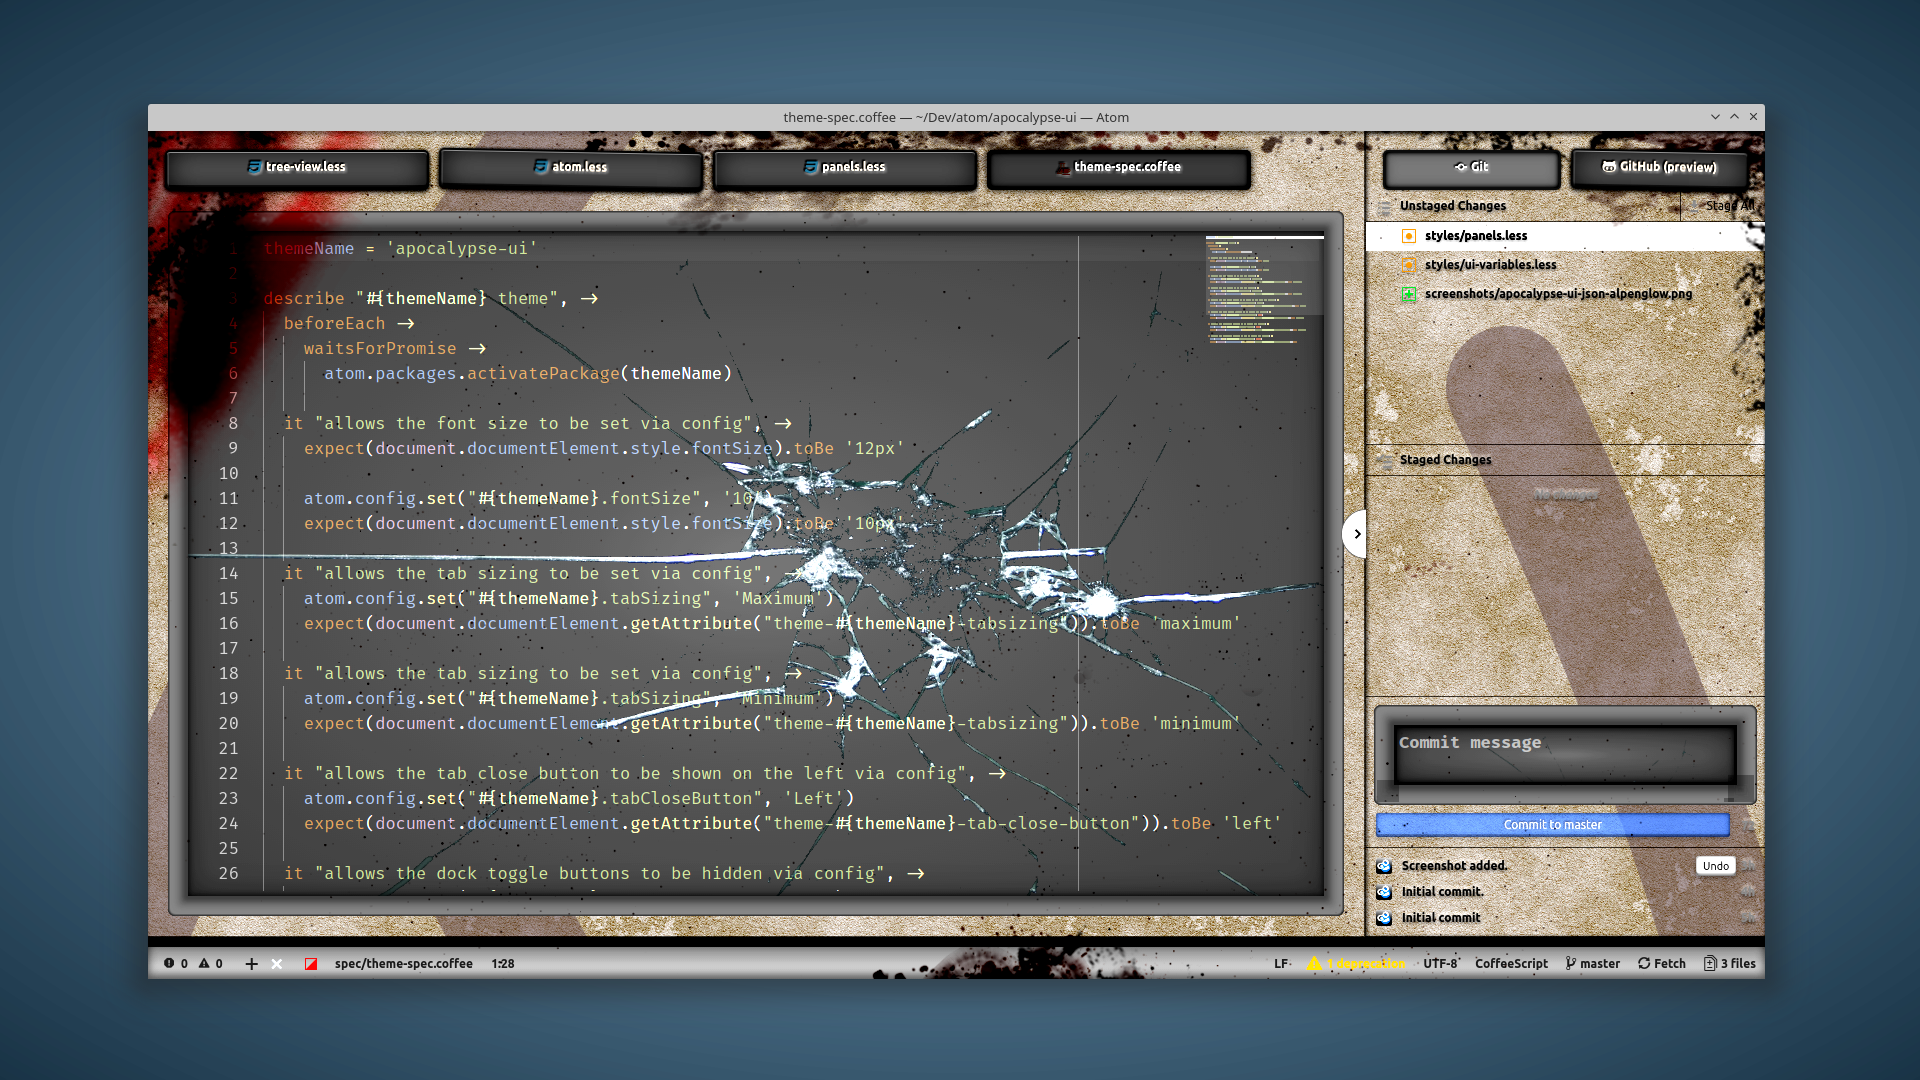 theme-spec.coffee — ~/Dev/atom/apocalypse-ui — Atom
tree-view.less
atom.less
panels.less
theme-spec.coffee
1 themeName = 'apocalypse-ui'
2
3 describe "#{themeName} theme", ->
4 beforeEach ->
5 waitsForPromise ->
6 atom.packages.activatePackage(themeName)
7
8 it "allows the font size to be set via config", ->
9 expect(document.documentElement.style.fontSize).toBe '12px'
10
11 atom.config.set("#{themeName}.fontSize", '10')
12 expect(document.documentElement.style.fontSize).toBe '10px'
13
14 it "allows the tab sizing to be set via config", ->
15 atom.config.set("#{themeName}.tabSizing", 'Maximum')
16 expect(document.documentElement.getAttribute("theme-#{themeName}-tabsizing")).toBe 'maximum'
17
18 it "allows the tab sizing to be set via config", ->
19 atom.config.set("#{themeName}.tabSizing", 'Minimum')
20 expect(document.documentElement.getAttribute("theme-#{themeName}-tabsizing")).toBe 'minimum'
21
22 it "allows the tab close button to be shown on the left via config", ->
23 atom.config.set("#{themeName}.tabCloseButton", 'Left')
24 expect(document.documentElement.getAttribute("theme-#{themeName}-tab-close-button")).toBe 'left'
25
26 it "allows the dock toggle buttons to be hidden via config", ->
Git
GitHub (preview)
Unstaged Changes
Stage All
styles/panels.less
styles/ui-variables.less
screenshots/apocalypse-ui-json-alpenglow.png
Staged Changes
No changes
Commit message
Commit to master
Screenshot added.
Undo
Initial commit.
Initial commit
0 0 spec/theme-spec.coffee 1:28
LF 1 deprecation UTF-8 CoffeeScript master Fetch 3 files